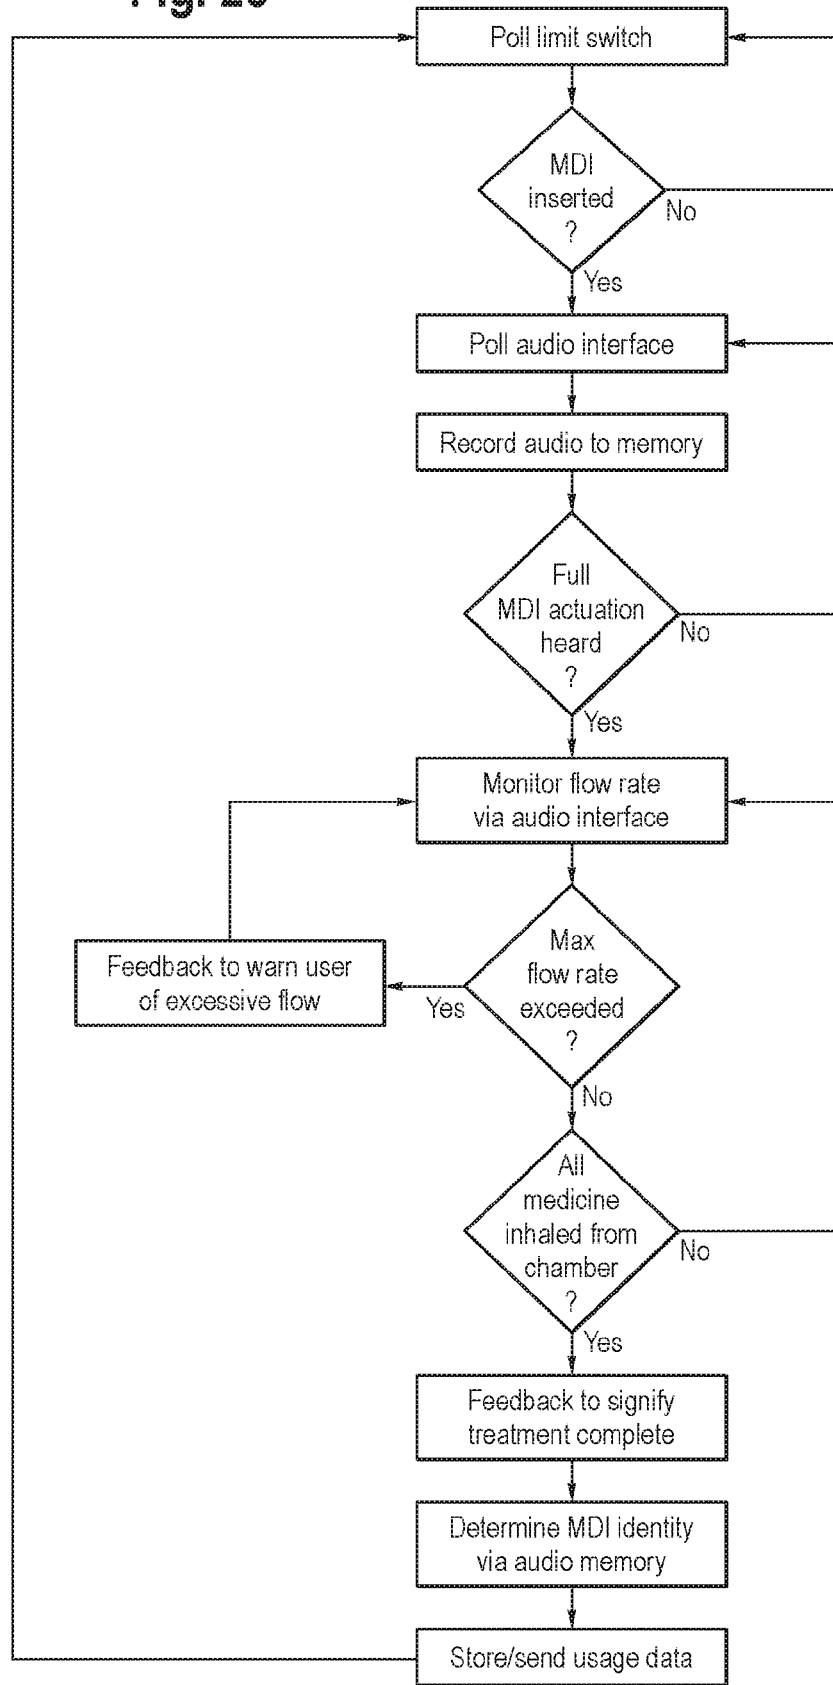 Poll limit switch
MDI
inserted
?
No
Yes
Poll audio interface
Record audio to memory
Full
MDI actuation
heard
?
No
Yes
Monitor flow rate
via audio interface
Feedback to warn user
of excessive flow
Yes
Max
flow rate
exceeded
?
No
All
medicine
inhaled from
chamber
?
No
Yes
Feedback to signify
treatment complete
Determine MDI identity
via audio memory
Store/send usage data